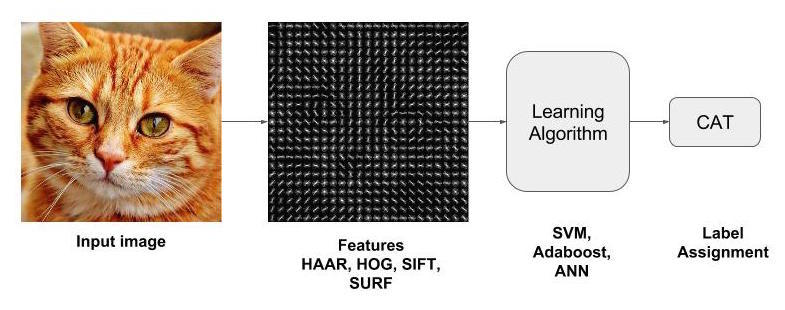 Learning
Algorithm
CAT
Input image
Features
HAAR, HOG, SIFT,
SURF
SVM,
Adaboost,
ANN
Label
Assignment